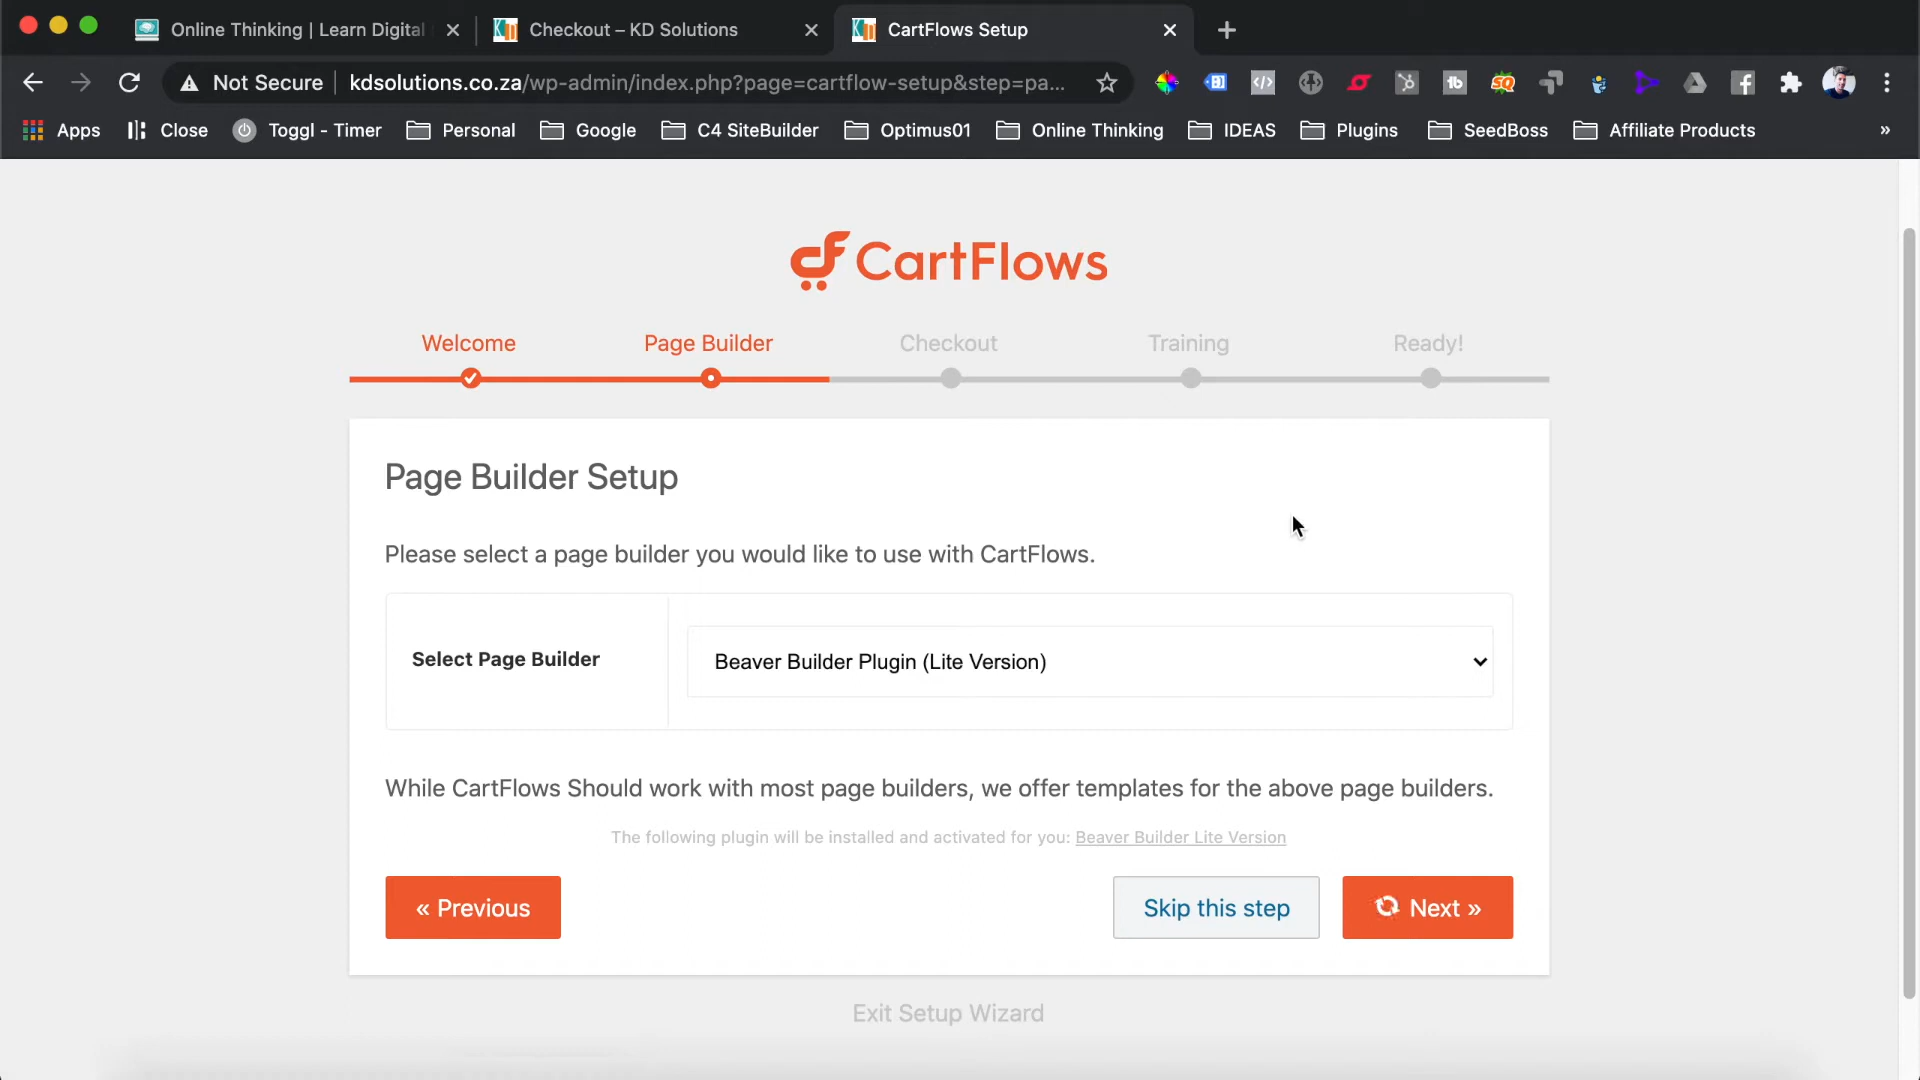 Online Thinking | Learn Digital
Checkout – KD Solutions
CartFlows Setup
Not Secure
kdsolutions.co.za/wp-admin/index.php?page=cartflow-setup&step=pa...
Apps
Close
Toggl - Timer
Personal
Google
C4 SiteBuilder
Optimus01
Online Thinking
IDEAS
Plugins
SeedBoss
Affiliate Products
»
CartFlows
Welcome
Page Builder
Checkout
Training
Ready!
Page Builder Setup
Please select a page builder you would like to use with CartFlows.
Select Page Builder
Beaver Builder Plugin (Lite Version)
While CartFlows Should work with most page builders, we offer templates for the above page builders.
The following plugin will be installed and activated for you: Beaver Builder Lite Version
« Previous
Skip this step
Next »
Exit Setup Wizard